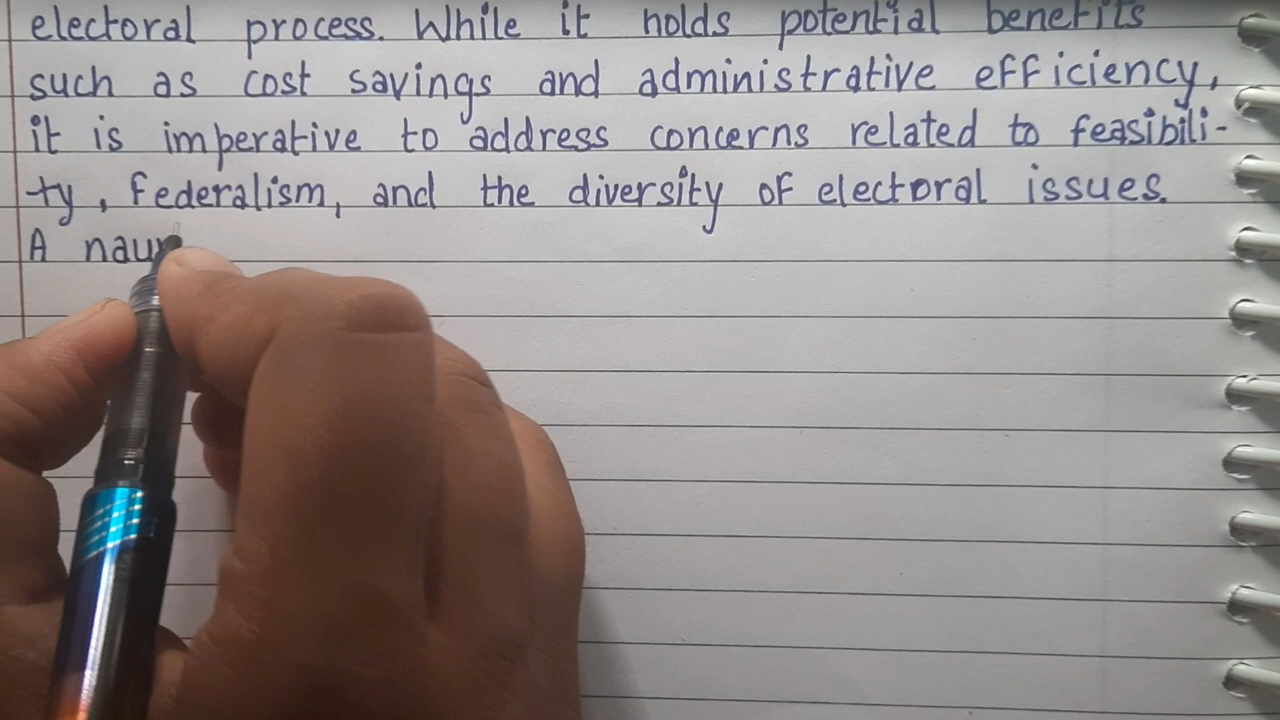 electoral process. While it holds potential benefits
such as cost savings and administrative efficiency,
it is imperative to address concerns related to feasibili-
ty, federalism, and the diversity of electoral issues.
A